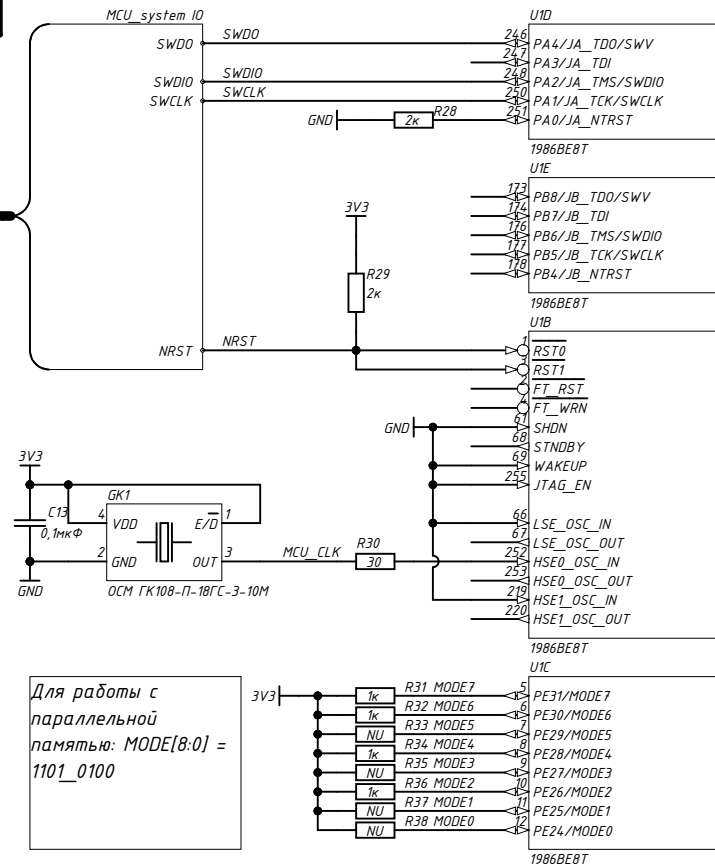 MCU_system IO
SWDO
SWDIO
SWCLK
NRST
SWDO
SWDIO
SWCLK
GND
2к
R28
U1D
246 PA4/JA_TDO/SWV
247 PA3/JA_TDI
248 PA2/JA_TMS/SWDIO
250 PA1/JA_TCK/SWCLK
251 PA0/JA_NTRST
1986ВЕ8Т
U1E
173 PB8/JB_TDO/SWV
174 PB7/JB_TDI
176 PB6/JB_TMS/SWDIO
177 PB5/JB_TCK/SWCLK
178 PB4/JB_NTRST
1986ВЕ8Т
3V3
R29
2к
NRST
U1B
1 RST0
3 RST1
2 FT_RST
4 FT_WRN
GND
61 SHDN
68 STNDBY
69 WAKEUP
255 JTAG_EN
66 LSE_OSC_IN
67 LSE_OSC_OUT
252 HSE0_OSC_IN
253 HSE0_OSC_OUT
219 HSE1_OSC_IN
220 HSE1_OSC_OUT
1986ВЕ8Т
3V3
C13
0,1мкФ
GND
GK1
4 VDD E/D 1
2 GND OUT 3
ОСМ ГК108-П-18ГС-3-10М
MCU_CLK
R30
30
Для работы с
параллельной
памятью: MODE[8:0] =
1101_0100
3V3
U1C
1к R31 MODE7 5 PE31/MODE7
1к R32 MODE6 6 PE30/MODE6
NU R33 MODE5 7 PE29/MODE5
1к R34 MODE4 8 PE28/MODE4
NU R35 MODE3 9 PE27/MODE3
1к R36 MODE2 10 PE26/MODE2
NU R37 MODE1 11 PE25/MODE1
NU R38 MODE0 12 PE24/MODE0
1986ВЕ8Т